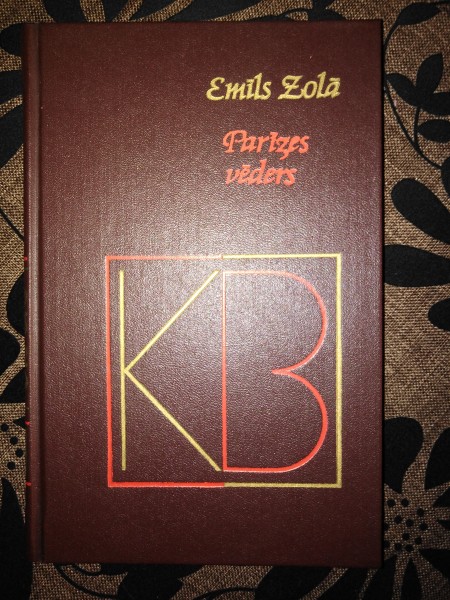 Emīls Zolā
Parīzes
vēders
KB